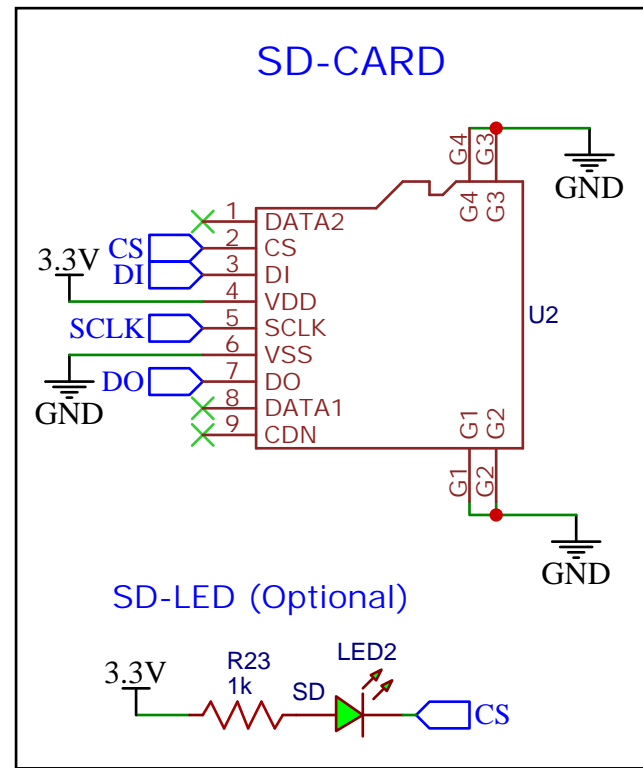 SD-CARD
G4
G3
GND
G4
G3
1 DATA2
CS 2 CS
3.3V
DI 3 DI
4 VDD
U2
SCLK 5 SCLK
6 VSS
DO 7 DO
GND
8 DATA1
9 CDN
G1
G2
G1
G2
GND
SD-LED (Optional)
3.3V
R23
1k
SD
LED2
CS